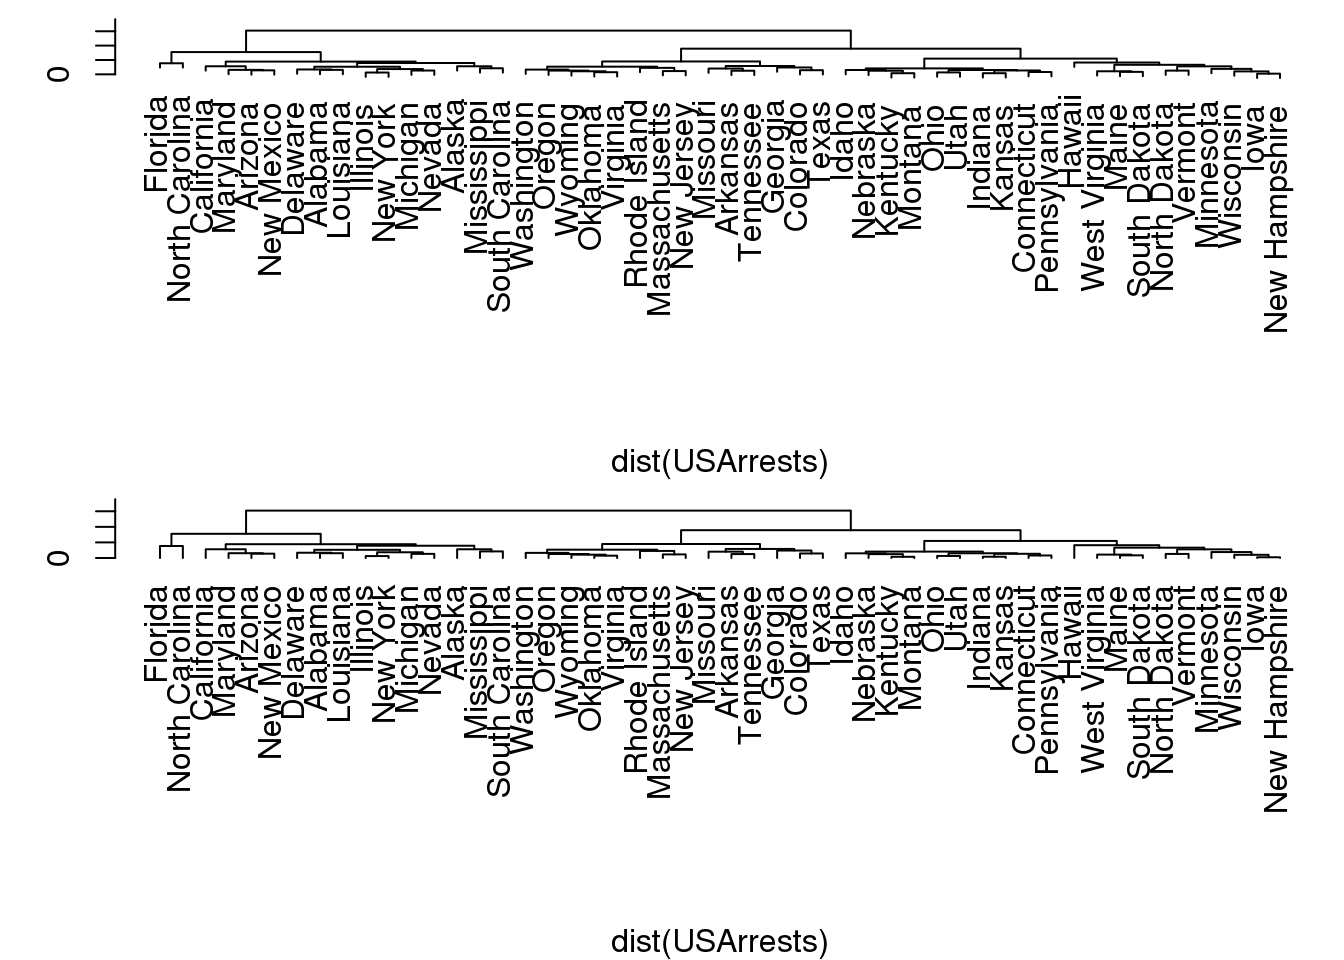 0
Florida
North Carolina
California
Maryland
Arizona
New Mexico
Delaware
Alabama
Louisiana
Illinois
New York
Michigan
Nevada
Alaska
Mississippi
South Carolina
Washington
Oregon
Wyoming
Oklahoma
Virginia
Rhode Island
Massachusetts
New Jersey
Missouri
Arkansas
Tennessee
Georgia
Colorado
Texas
Idaho
Nebraska
Kentucky
Montana
Ohio
Utah
Indiana
Kansas
Connecticut
Pennsylvania
Hawaii
West Virginia
Maine
South Dakota
North Dakota
Vermont
Minnesota
Wisconsin
Iowa
New Hampshire
dist(USArrests)
0
Florida
North Carolina
California
Maryland
Arizona
New Mexico
Delaware
Alabama
Louisiana
Illinois
New York
Michigan
Nevada
Alaska
Mississippi
South Carolina
Washington
Oregon
Wyoming
Oklahoma
Virginia
Rhode Island
Massachusetts
New Jersey
Missouri
Arkansas
Tennessee
Georgia
Colorado
Texas
Idaho
Nebraska
Kentucky
Montana
Ohio
Utah
Indiana
Kansas
Connecticut
Pennsylvania
Hawaii
West Virginia
Maine
South Dakota
North Dakota
Vermont
Minnesota
Wisconsin
Iowa
New Hampshire
dist(USArrests)